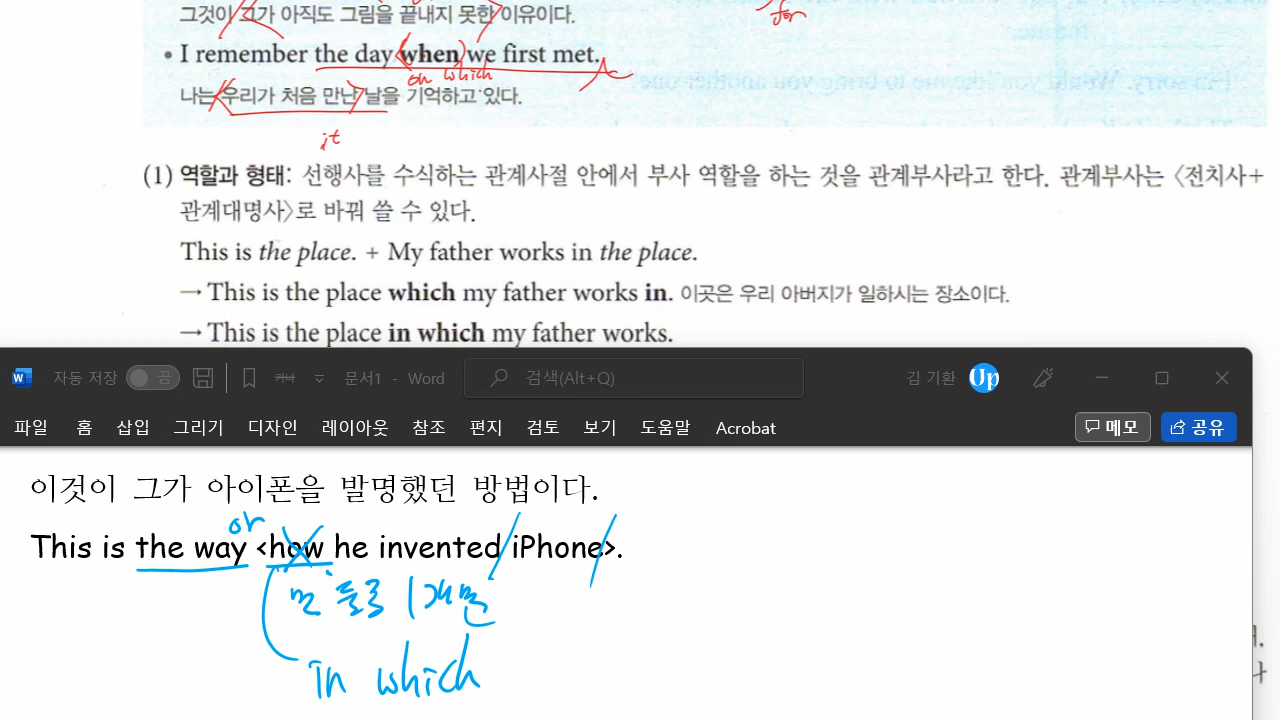 그것이 그가 아직도 그림을 끝내지 못한 이유이다.
for
• I remember the day when we first met.
on which
나는 우리가 처음 만난 날을 기억하고 있다.
it
(1) 역할과 형태: 선행사를 수식하는 관계사절 안에서 부사 역할을 하는 것을 관계부사라고 한다. 관계부사는 〈전치사+
관계대명사〉로 바꿔 쓸 수 있다.
This is the place. + My father works in the place.
→ This is the place which my father works in. 이곳은 우리 아버지가 일하시는 장소이다.
→ This is the place in which my father works.
자동 저장 끔 가나 문서1 - Word 검색(Alt+Q) 김 기환 Up
파일 홈 삽입 그리기 디자인 레이아웃 참조 편지 검토 보기 도움말 Acrobat 메모 공유
이것이 그가 아이폰을 발명했던 방법이다.
or
This is the way <how he invented iPhone>.
둘중 1개만
in which